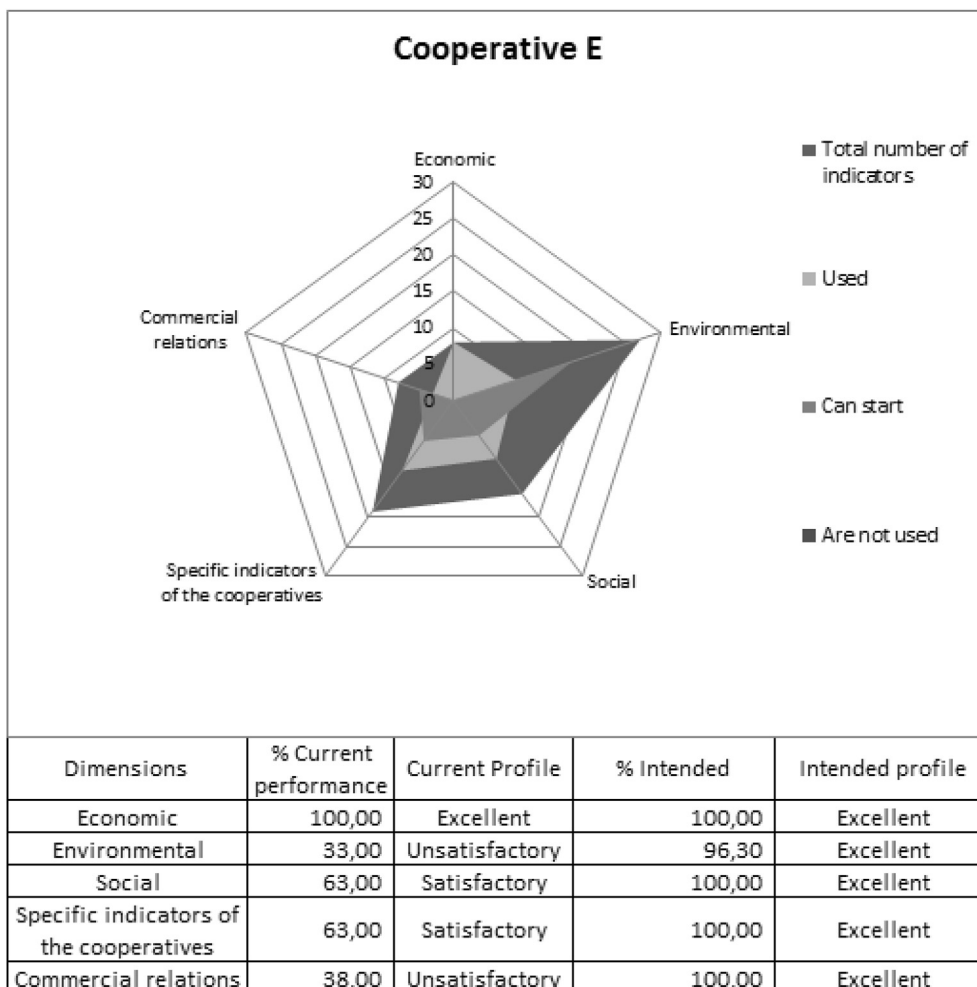 Cooperative E
Economic
30
25
20
15
10
5
0
Environmental
Social
Specific indicators
of the cooperatives
Commercial
relations
Total number of
indicators
Used
Can start
Are not used
Dimensions % Current performance Current Profile % Intended Intended profile
Economic 100,00 Excellent 100,00 Excellent
Environmental 33,00 Unsatisfactory 96,30 Excellent
Social 63,00 Satisfactory 100,00 Excellent
Specific indicators of the cooperatives 63,00 Satisfactory 100,00 Excellent
Commercial relations 38,00 Unsatisfactory 100,00 Excellent